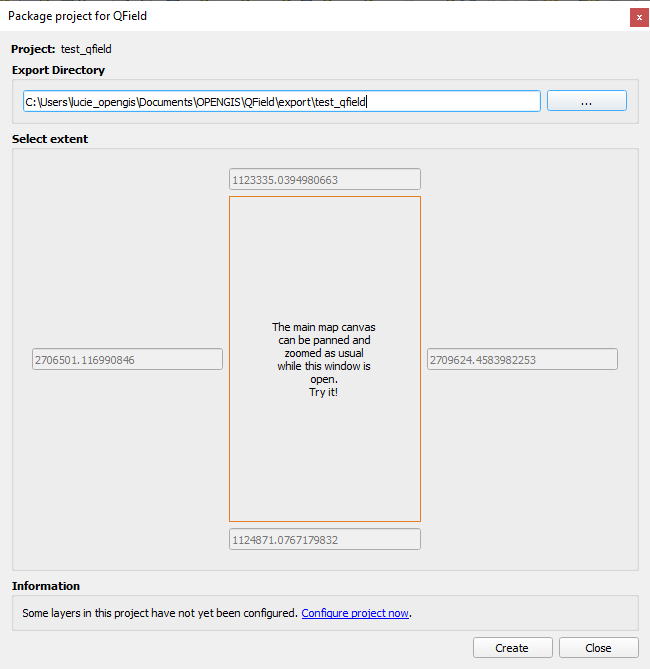 Package project for QField
x
Project: test_qfield
Export Directory
C:\Users\lucie_opengis\Documents\OPENGIS\QField\export\test_qfield
...
Select extent
1123335.0394980663
2706501.116990846
The main map canvas
can be panned and
zoomed as usual
while this window is
open.
Try it!
2709624.4583982253
1124871.0767179832
Information
Some layers in this project have not yet been configured. Configure project now.
Create Close